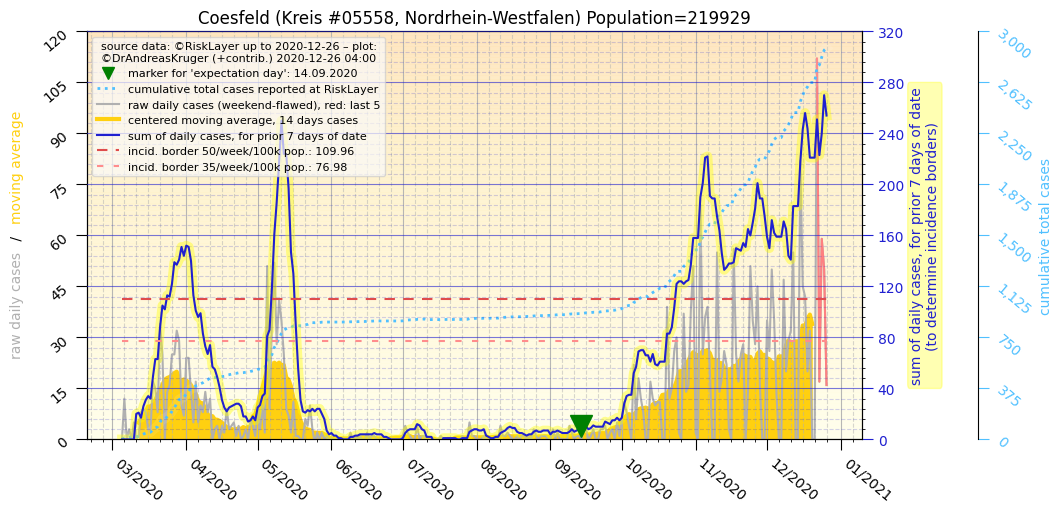 Coesfeld (Kreis #05558, Nordrhein-Westfalen) Population=219929
source data: ©RiskLayer up to 2020-12-26 – plot:
©DrAndreasKruger (+contrib.) 2020-12-26 04:00
marker for 'expectation day': 14.09.2020
cumulative total cases reported at RiskLayer
raw daily cases (weekend-flawed), red: last 5
centered moving average, 14 days cases
sum of daily cases, for prior 7 days of date
incid. border 50/week/100k pop.: 109.96
incid. border 35/week/100k pop.: 76.98
raw daily cases / moving average
120
105
90
75
60
45
30
15
0
320
280
240
200
160
120
80
40
0
sum of daily cases, for prior 7 days of date
(to determine incidence borders)
3,000
2,625
2,250
1,875
1,500
1,125
750
375
0
cumulative total cases
03/2020
04/2020
05/2020
06/2020
07/2020
08/2020
09/2020
10/2020
11/2020
12/2020
01/2021